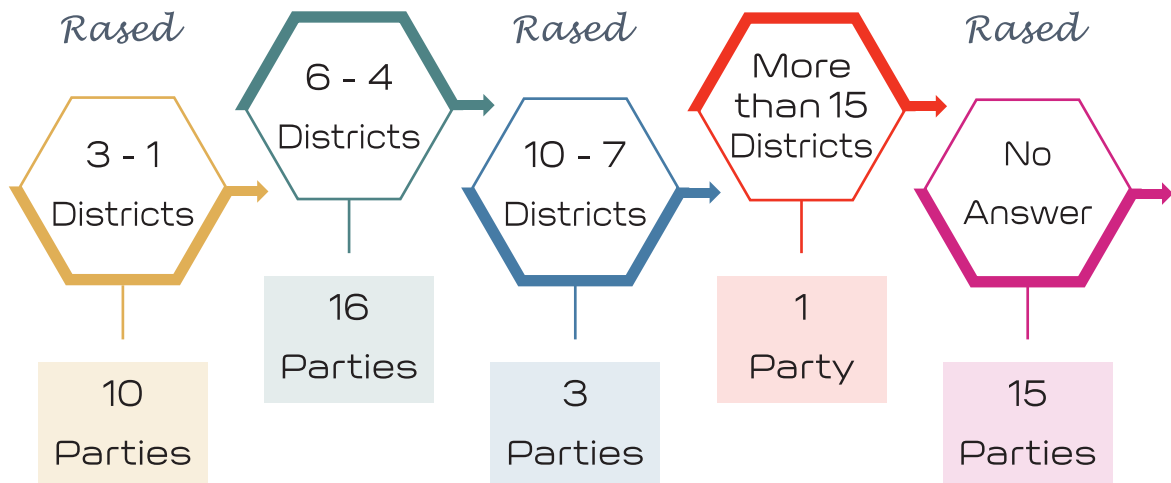 Rased
3 - 1
Districts
10
Parties
6 - 4
Districts
16
Parties
Rased
10 - 7
Districts
3
Parties
More
than 15
Districts
1
Party
Rased
No
Answer
15
Parties